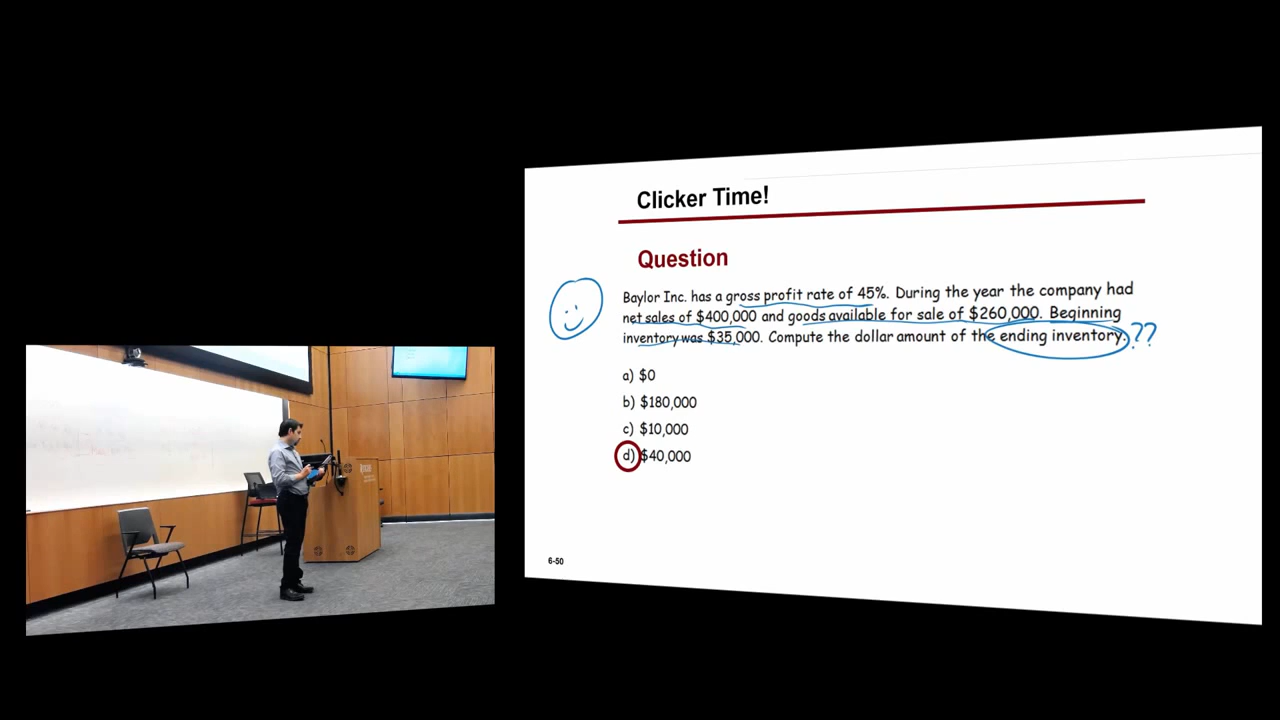 Clicker Time!
Question
Baylor Inc. has a gross profit rate of 45%. During the year the company had
net sales of $400,000 and goods available for sale of $260,000. Beginning
inventory was $35,000. Compute the dollar amount of the ending inventory. ??
a) $0
b) $180,000
c) $10,000
d) $40,000
6-50